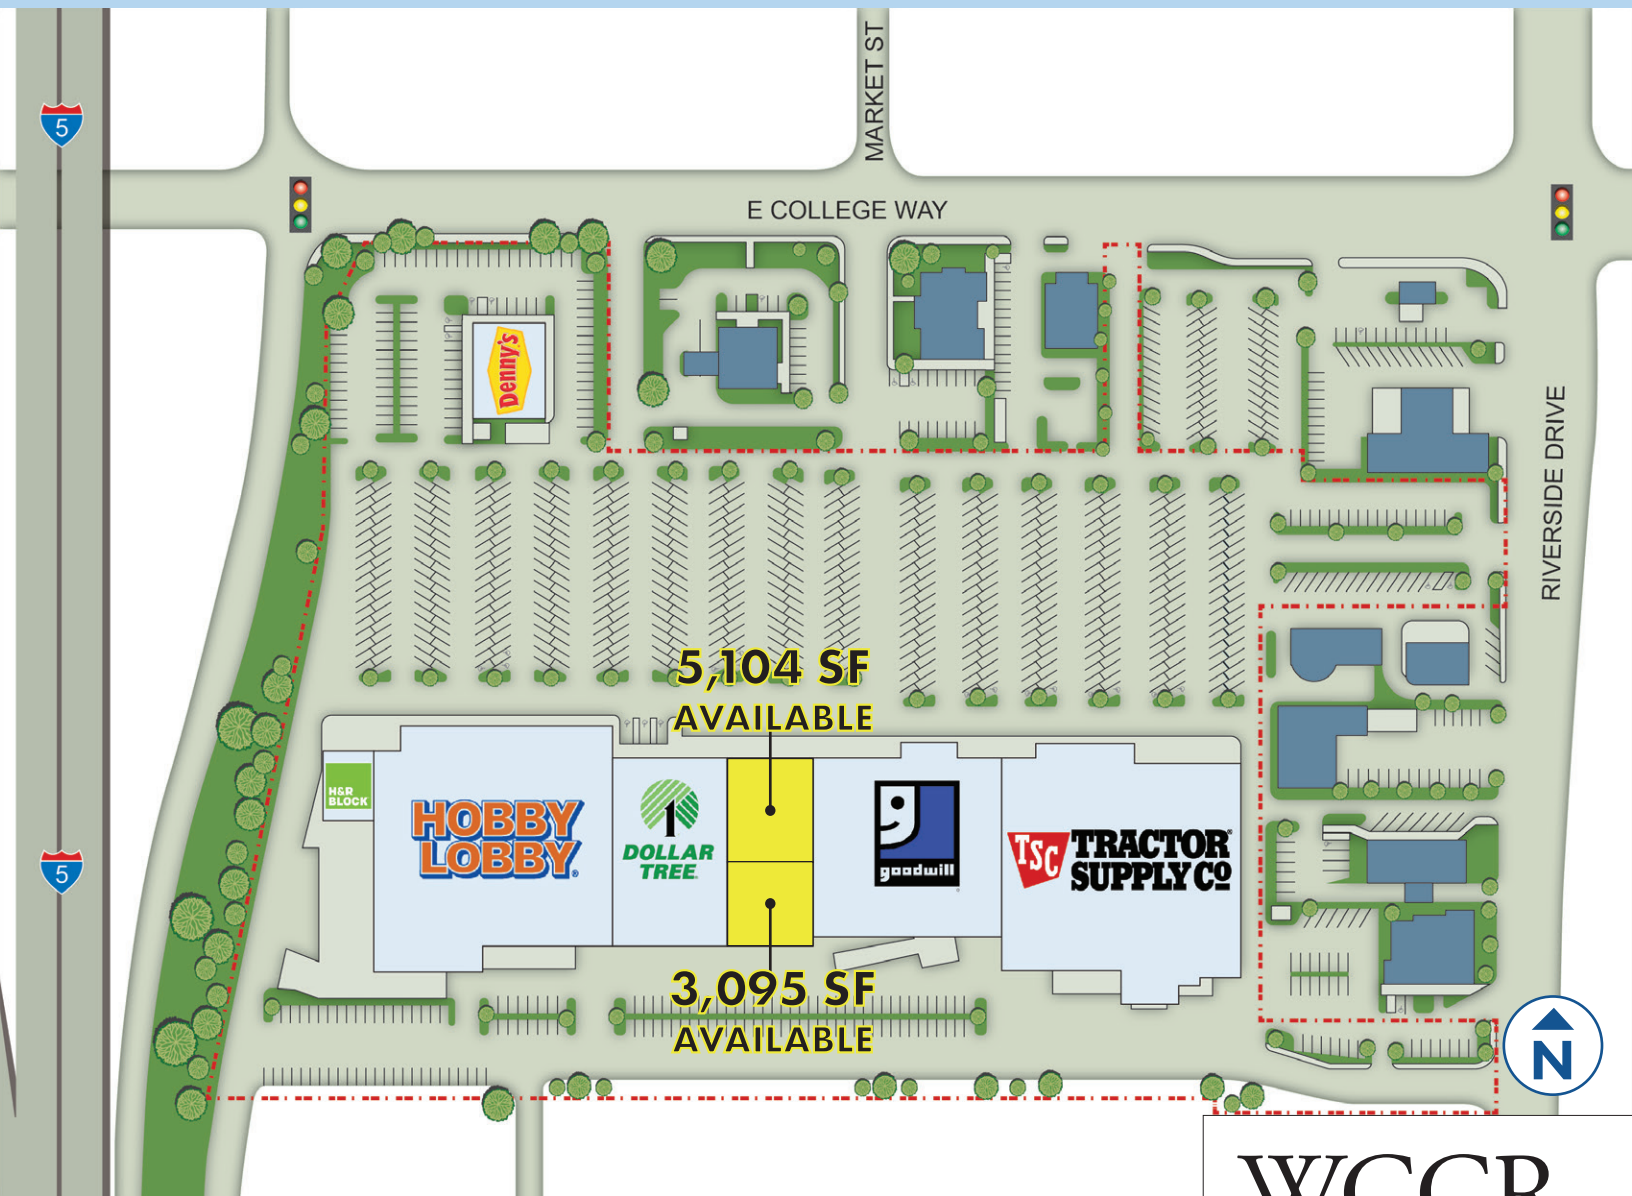 MARKET ST
5
E COLLEGE WAY
Denny's
RIVERSIDE DRIVE
5,104 SF
AVAILABLE
H&R
BLOCK
HOBBY
LOBBY
1
DOLLAR
TREE
goodwill
TSC
TRACTOR
SUPPLY CO
5
3,095 SF
AVAILABLE
N